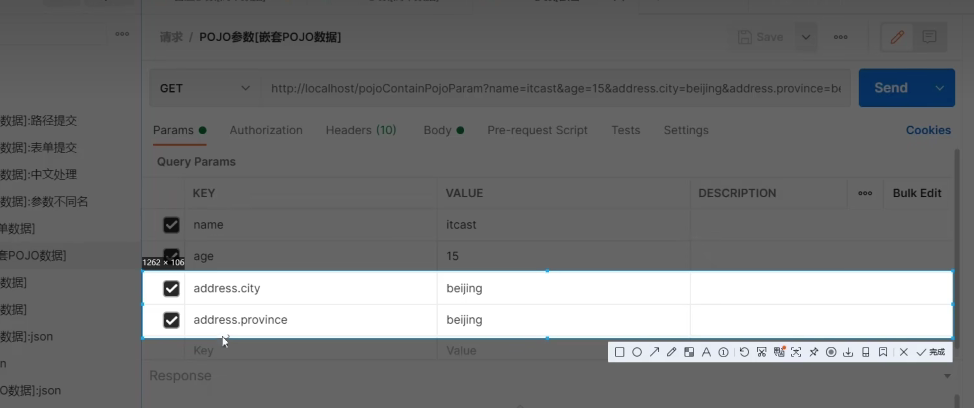 请求 / POJO参数[嵌套POJO数据]
Save
GET
http://localhost/pojoContainPojoParam?name=itcast&age=15&address.city=beijing&address.province=be
Send
数据]:路径提交
数据]:表单提交
数据]:中文处理
数据]:参数不同名
单数据]
套POJO数据]
数据]
数据]
数据]:json
n
O数据]:json
Params
Authorization
Headers (10)
Body
Pre-request Script
Tests
Settings
Cookies
Query Params
KEY VALUE DESCRIPTION
Bulk Edit
name itcast
age 15
1262 × 106
address.city beijing
address.province beijing
Key Value
完成
Response